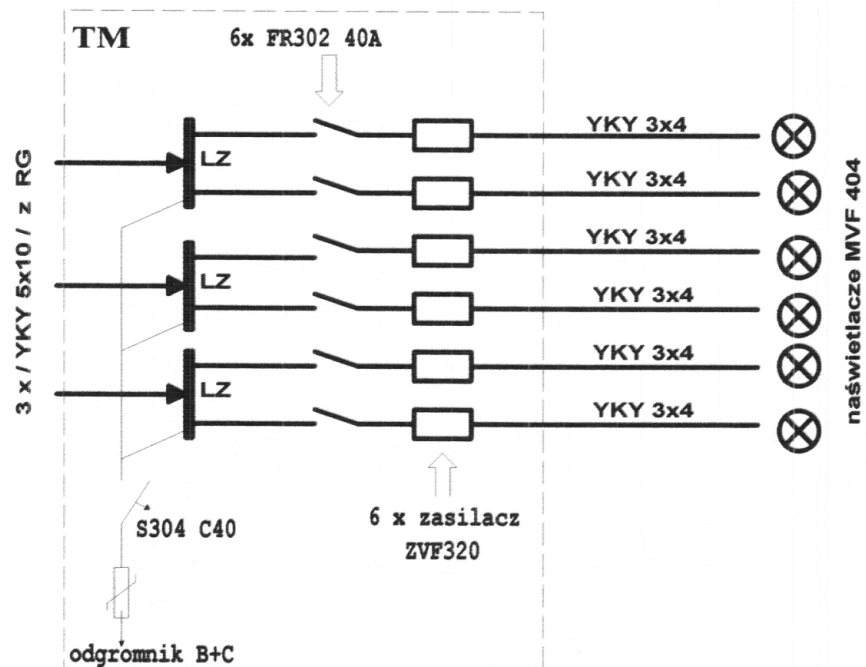 TM
6x FR302 40A
3 x / YKY 5x10 / z RG
LZ
YKY 3x4
YKY 3x4
LZ
YKY 3x4
YKY 3x4
LZ
YKY 3x4
YKY 3x4
naświetlacze MVF 404
S304 C40
6 x zasilacz
ZVF320
odgromnik B+C